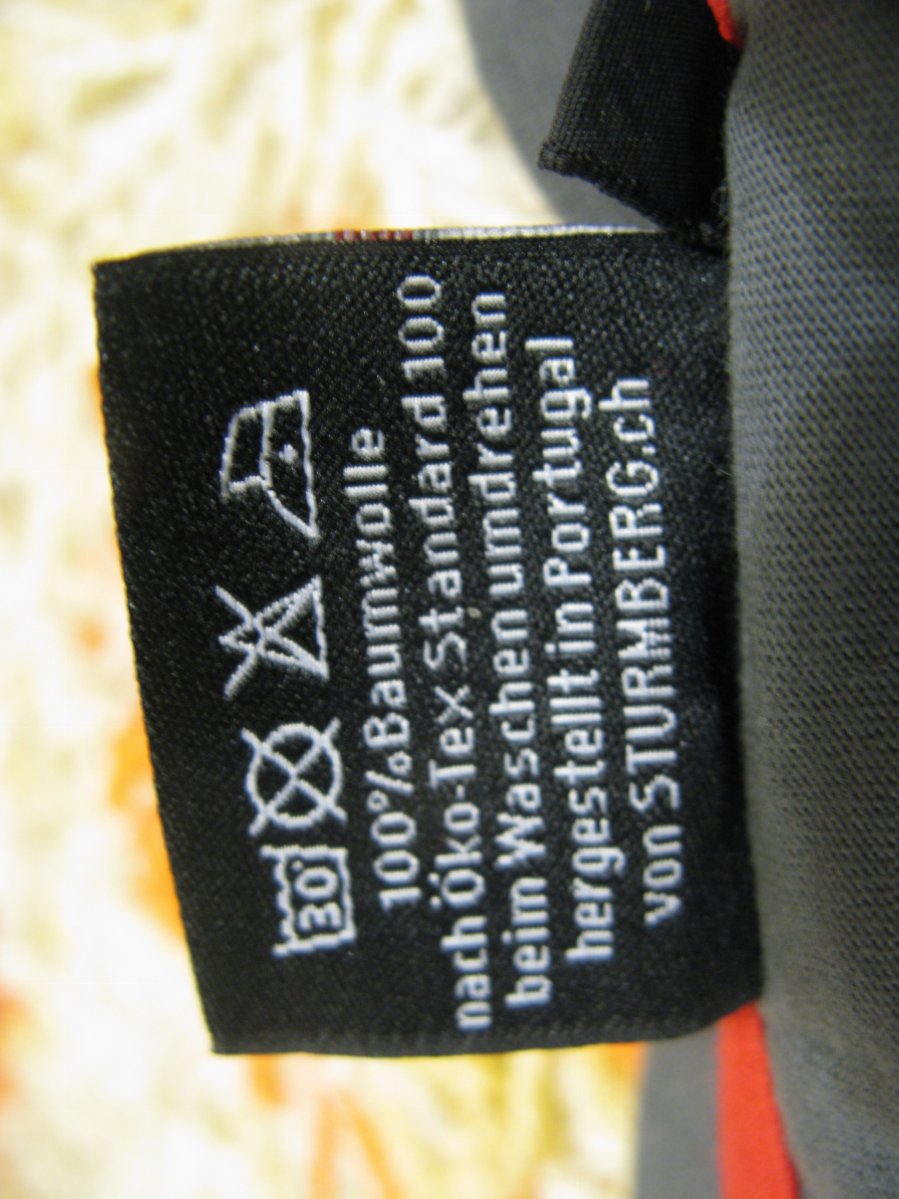 30°
100%Baumwolle
nach Öko-Tex Standard 100
beim Waschen umdrehen
hergestellt in Portugal
von STURMBERG.ch